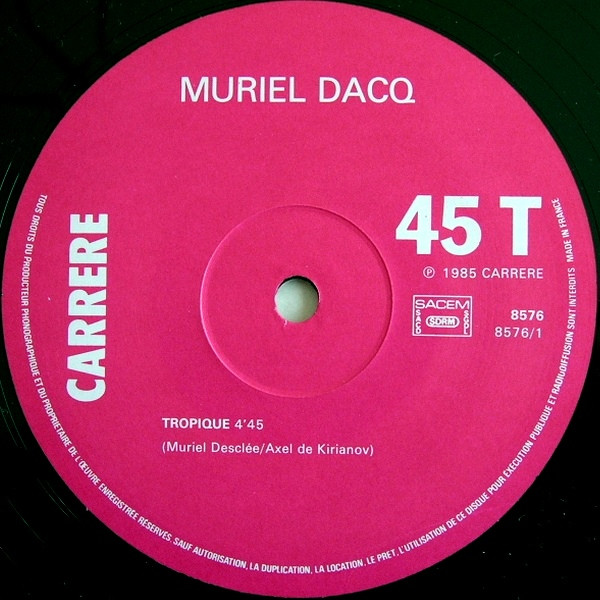 MURIEL DACQ
CARRERE
45 T
℗ 1985 CARRERE
SACEM
SACD
SDRM
SCGL
8576
8576/1
TROPIQUE 4'45
(Muriel Desclée/Axel de Kirianov)
TOUS DROITS DU PRODUCTEUR PHONOGRAPHIQUE ET DU PROPRIETAIRE DE L'ŒUVRE ENREGISTREE RESERVES. SAUF AUTORISATION, LA DUPLICATION, LA LOCATION, LE PRET, L'UTILISATION DE CE DISQUE POUR EXECUTION PUBLIQUE ET RADIODIFFUSION SONT INTERDITS MADE IN FRANCE